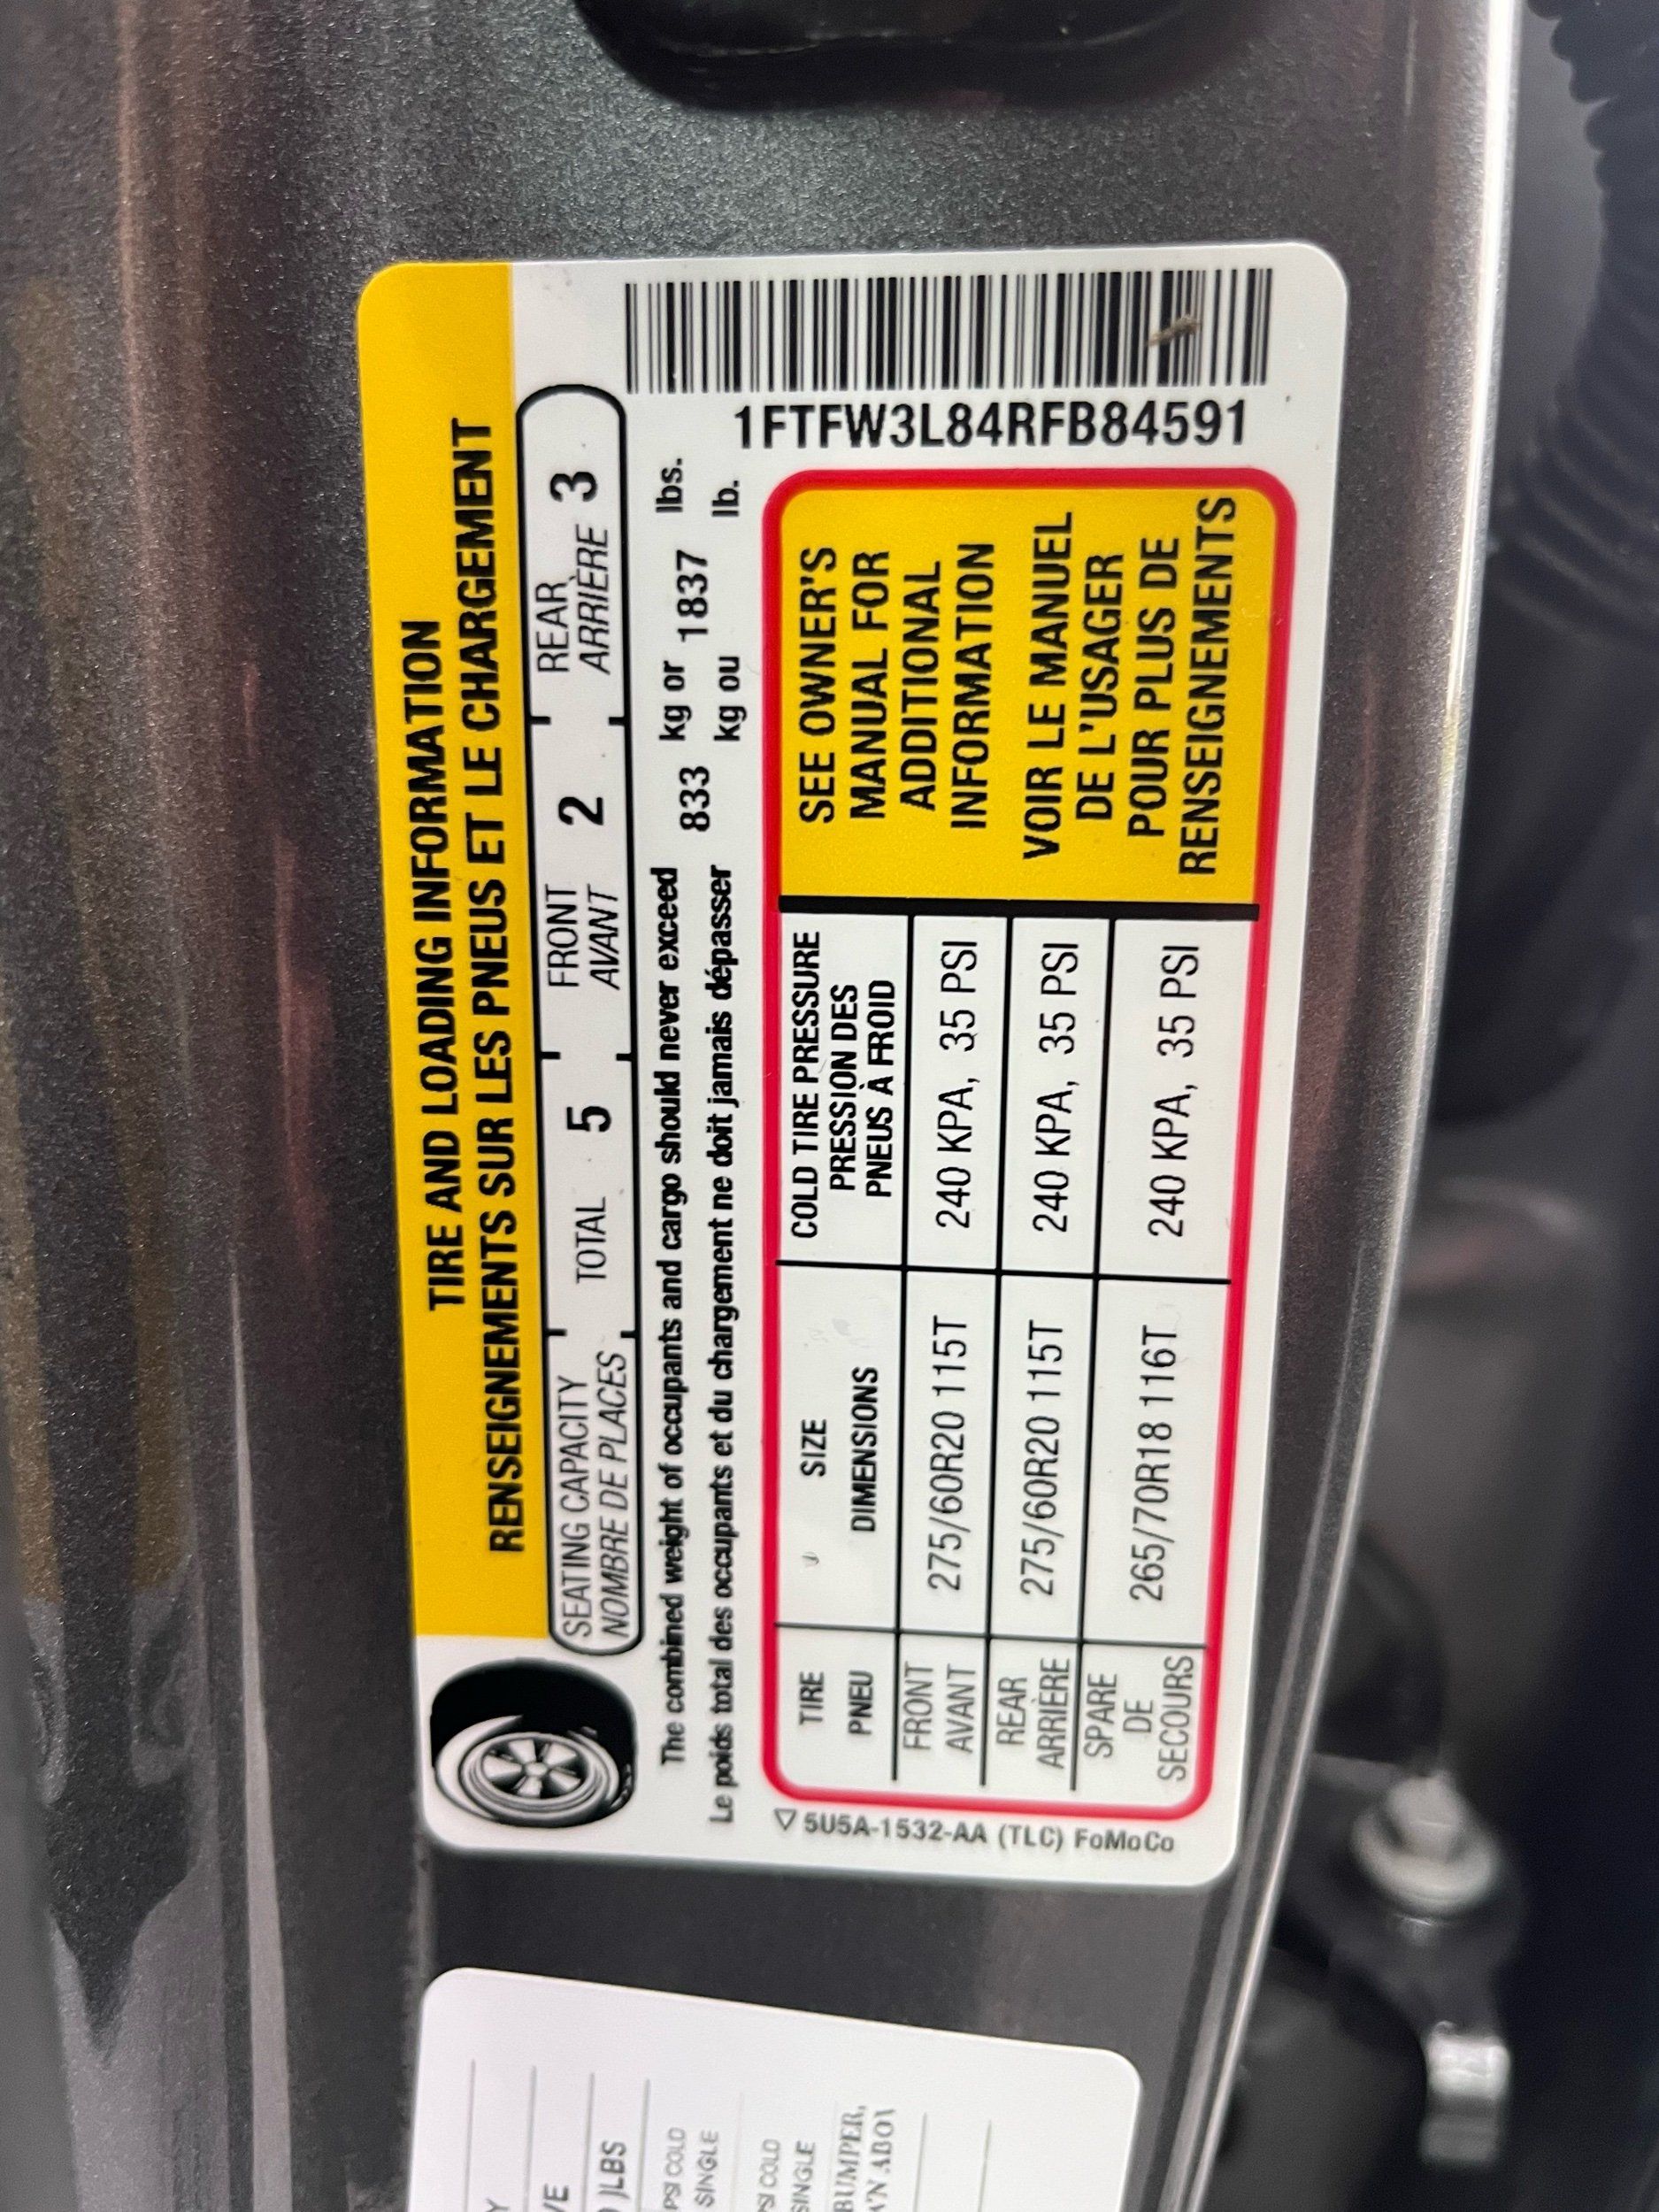 TIRE AND LOADING INFORMATION
RENSEIGNEMENTS SUR LES PNEUS ET LE CHARGEMENT
SEATING CAPACITY
NOMBRE DE PLACES
TOTAL 5
FRONT
AVANT 2
REAR
ARRIÈRE 3
The combined weight of occupants and cargo should never exceed 833 kg or 1837 lbs.
Le poids total des occupants et du chargement ne doit jamais dépasser kg ou lb.
TIRE
PNEU
SIZE
DIMENSIONS
COLD TIRE PRESSURE
PRESSION DES
PNEUS À FROID
FRONT
AVANT
275/60R20 115T
240 KPA, 35 PSI
REAR
ARRIÈRE
275/60R20 115T
240 KPA, 35 PSI
SPARE
DE
SECOURS
265/70R18 116T
240 KPA, 35 PSI
SEE OWNER'S
MANUAL FOR
ADDITIONAL
INFORMATION
VOIR LE MANUEL
DE L'USAGER
POUR PLUS DE
RENSEIGNEMENTS
1FTFW3L84RFB84591
5U5A-1532-AA (TLC) FoMoCo
LBS
PSI COLD
SINGLE
PSI COLD
SINGLE
BUMPER,